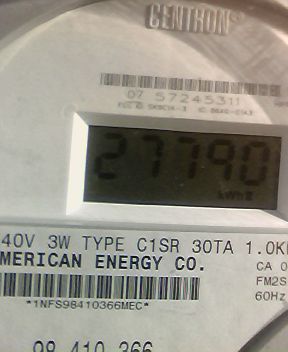 CENTRON®
07 57245311
27790
kWh
40V 3W TYPE C1SR 30TA 1.0K
MERICAN ENERGY CO.
CA 0
FM2S
60Hz
*1NFS98410366MEC*
98 410 366